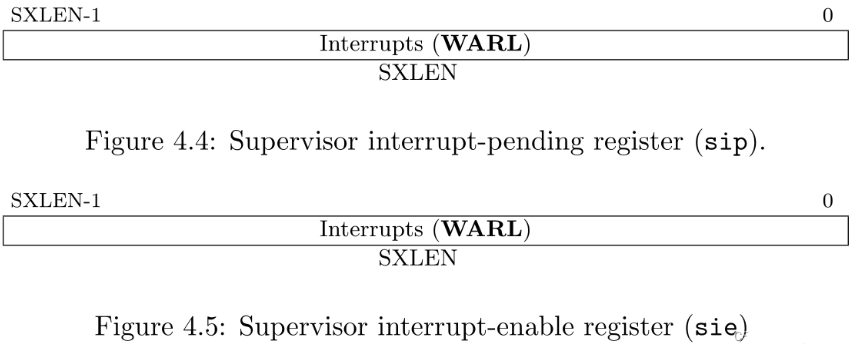 SXLEN-1 0
Interrupts (WARL)
SXLEN
Figure 4.4: Supervisor interrupt-pending register (sip).
SXLEN-1 0
Interrupts (WARL)
SXLEN
Figure 4.5: Supervisor interrupt-enable register (sie)